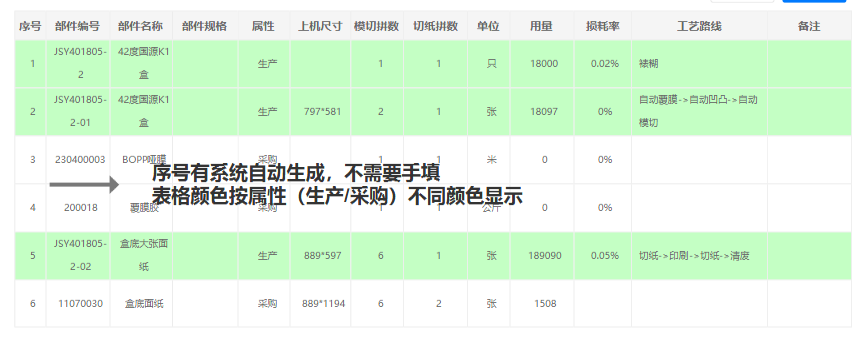 序号 部件编号 部件名称 部件规格 属性 上机尺寸 模切拼数 切纸拼数 单位 用量 损耗率 工艺路线 备注
1 JSY401805-2 42度国源K1盒 生产 1 1 只 18000 0.02% 裱糊
2 JSY401805-2-01 42度国源K1盒 生产 797*581 2 1 张 18097 0% 自动覆膜->自动凹凸->自动模切
3 230400003 BOPP哑膜 采购 1 1 米 0 0%
序号有系统自动生成，不需要手填
表格颜色按属性（生产/采购）不同颜色显示
4 200018 覆膜胶 采购 1 1 公斤 0 0%
5 JSY401805-2-02 盒底大张面纸 生产 889*597 6 1 张 189090 0.05% 切纸->印刷->切纸->清废
6 11070030 盒底面纸 采购 889*1194 6 2 张 1508